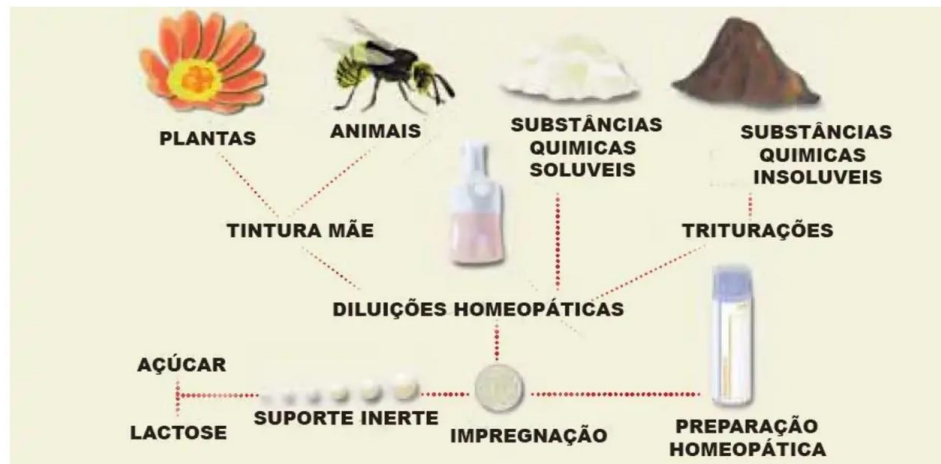 PLANTAS
ANIMAIS
SUBSTÂNCIAS
QUIMICAS
SOLUVEIS
SUBSTÂNCIAS
QUIMICAS
INSOLUVEIS
TINTURA MÃE
TRITURAÇÕES
DILUIÇÕES HOMEOPÁTICAS
AÇÚCAR
LACTOSE
SUPORTE INERTE
IMPREGNAÇÃO
PREPARAÇÃO
HOMEOPÁTICA